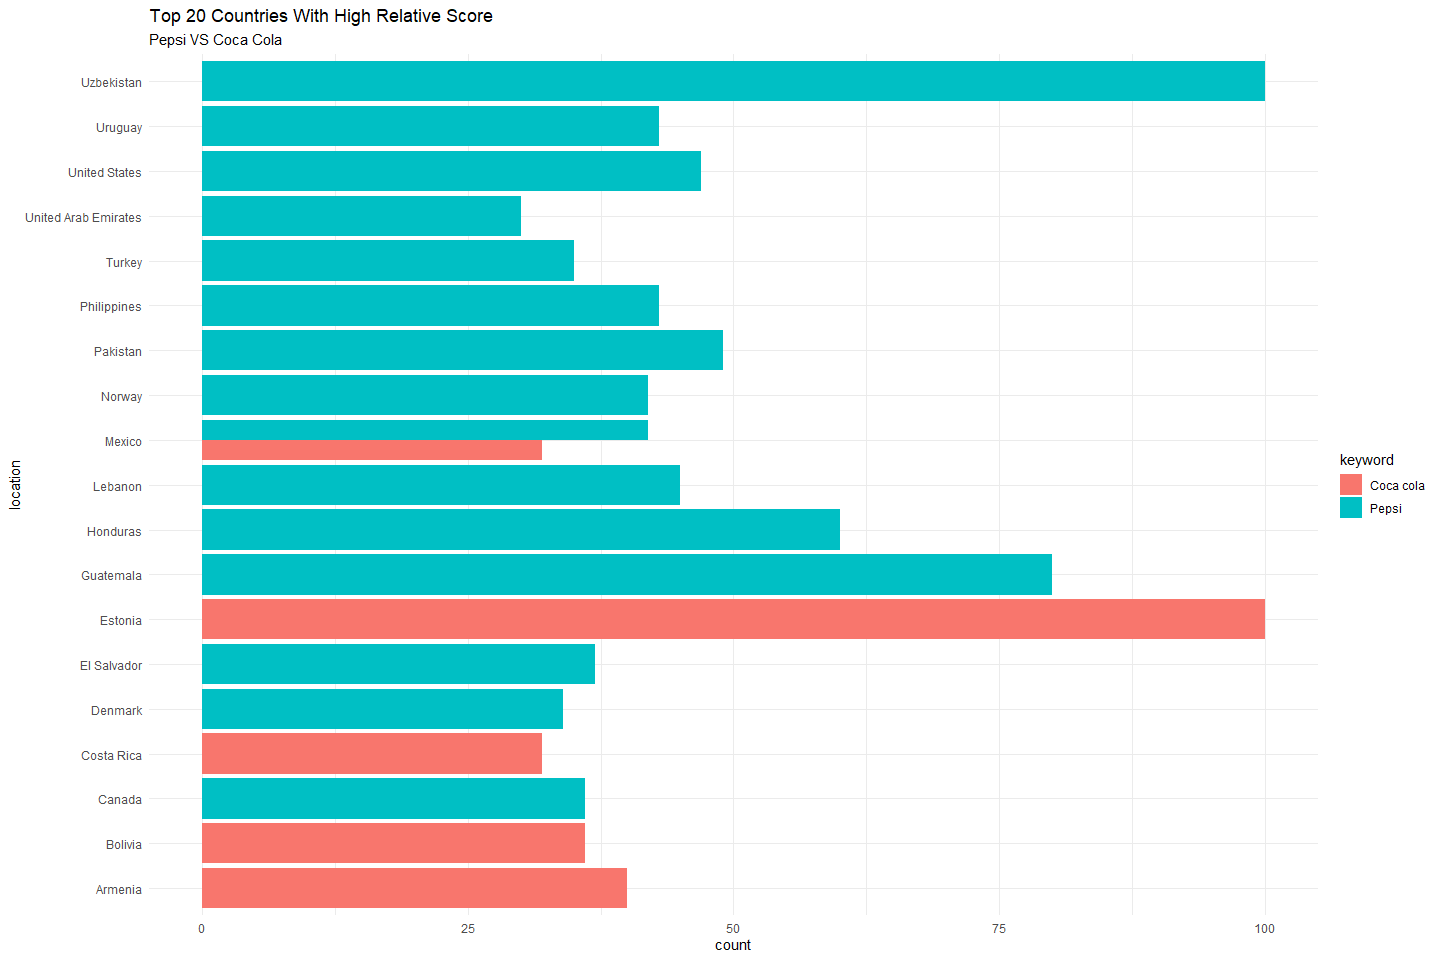 Top 20 Countries With High Relative Score
Pepsi VS Coca Cola
Uzbekistan
Uruguay
United States
United Arab Emirates
Turkey
Philippines
Pakistan
Norway
Mexico
Lebanon
Honduras
Guatemala
Estonia
El Salvador
Denmark
Costa Rica
Canada
Bolivia
Armenia
location
0 25 50 75 100
count
keyword
Coca cola
Pepsi